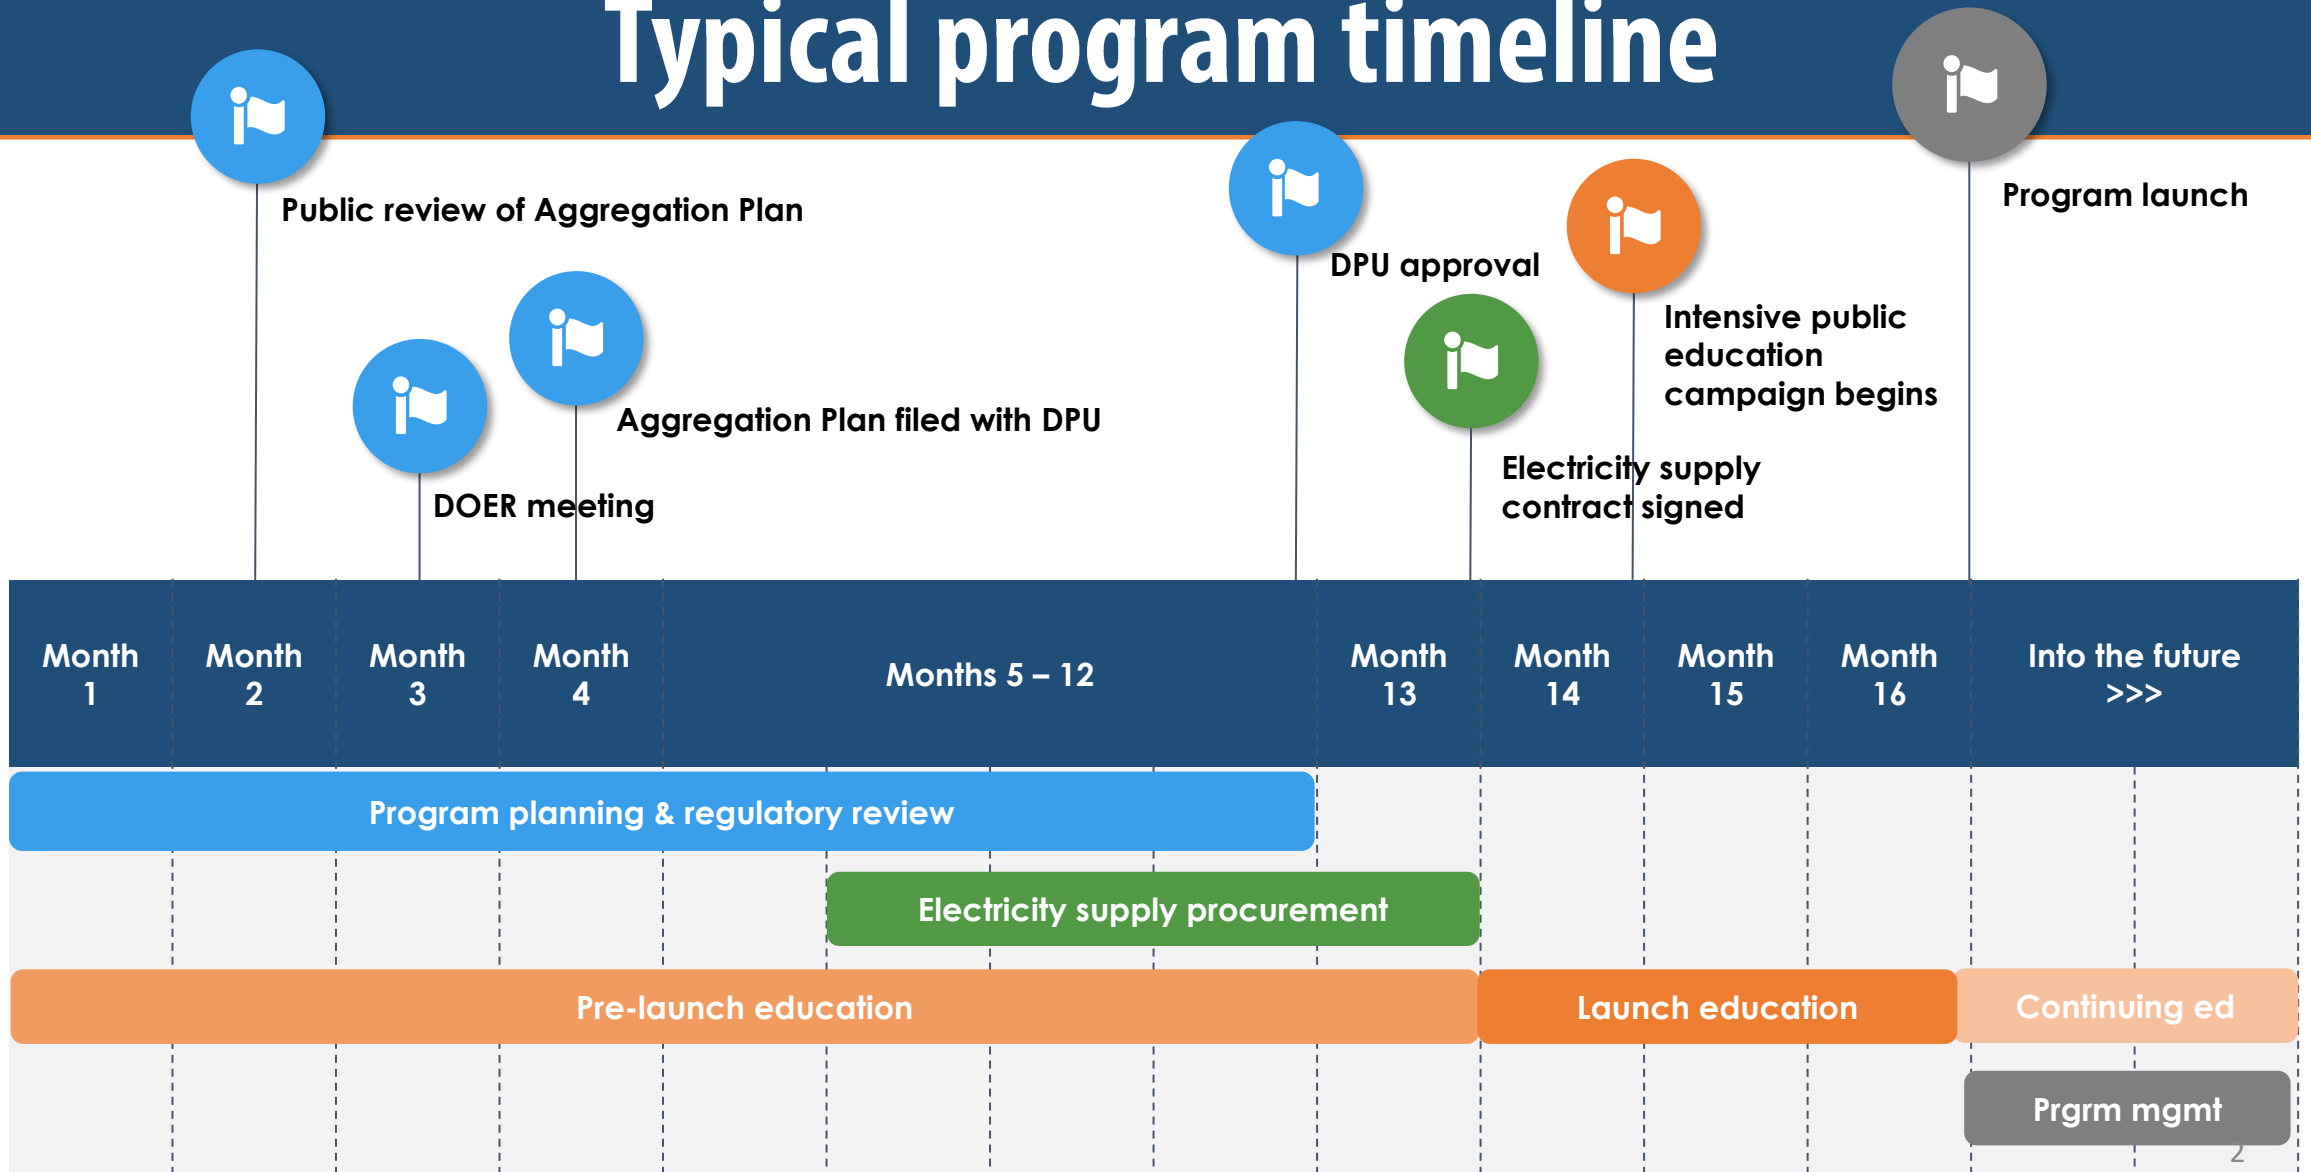 Typical program timeline
Public review of Aggregation Plan
Program launch
DPU approval
Intensive public
education
campaign begins
Aggregation Plan filed with DPU
Electricity supply
contract signed
DOER meeting
Month
1
Month
2
Month
3
Month
4
Months 5 – 12
Month
13
Month
14
Month
15
Month
16
Into the future
>>>
Program planning & regulatory review
Electricity supply procurement
Pre-launch education
Launch education
Continuing ed
Prgrm mgmt
2